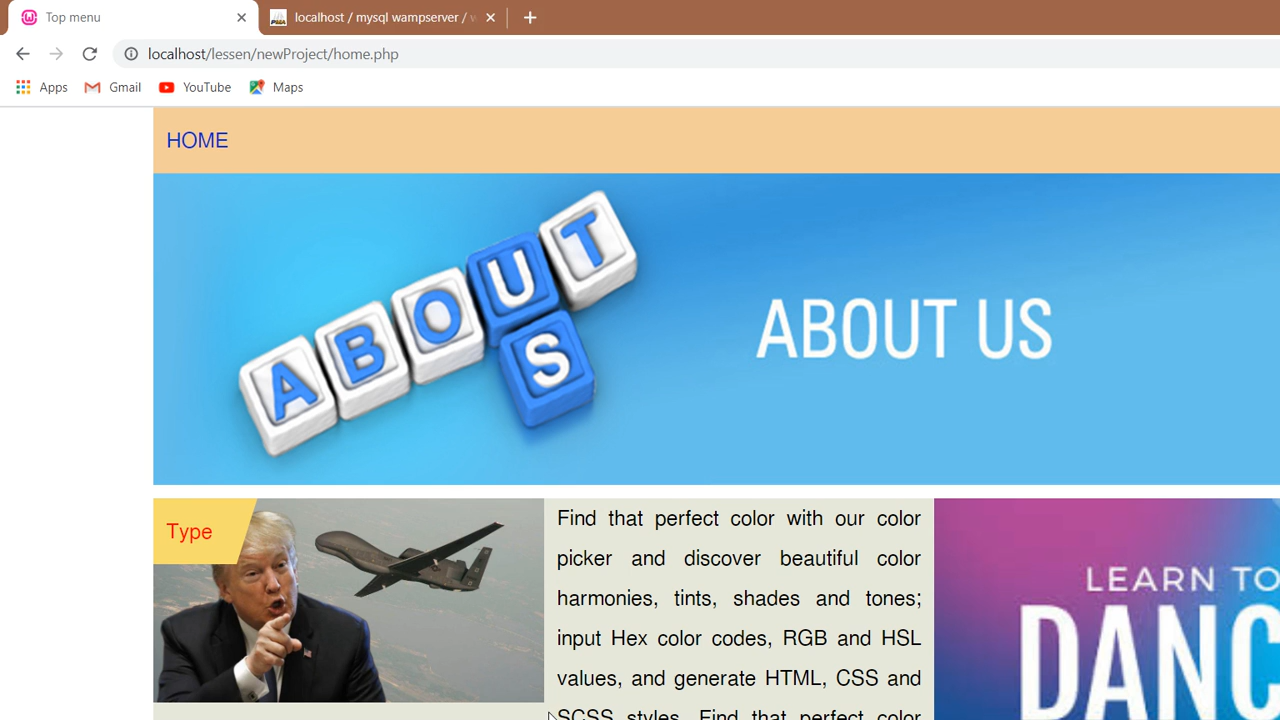 Top menu
localhost / mysql wampserver /
localhost/lessen/newProject/home.php
Apps
Gmail
YouTube
Maps
HOME
ABOUT
US
ABOUT US
Type
Find that perfect color with our color
picker and discover beautiful color
harmonies, tints, shades and tones;
input Hex color codes, RGB and HSL
values, and generate HTML, CSS and
SCSS styles. Find that perfect color
LEARN TO
DANC